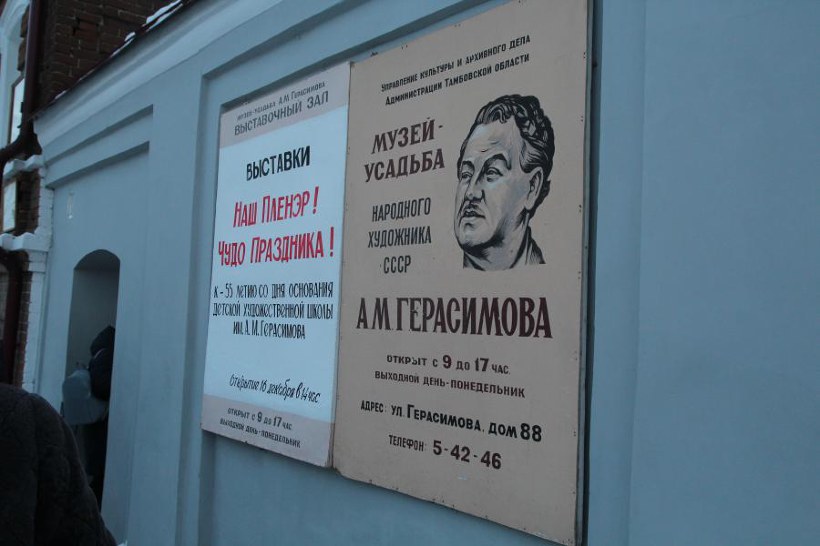 МУЗЕЙ-УСАДЬБА А.М. ГЕРАСИМОВА
ВЫСТАВОЧНЫЙ ЗАЛ
ВЫСТАВКИ
НАШ ПЛЕНЭР!
ЧУДО ПРАЗДНИКА!
К - 55 ЛЕТИЮ СО ДНЯ ОСНОВАНИЯ
ДЕТСКОЙ ХУДОЖЕСТВЕННОЙ ШКОЛЫ
ИМ. А.М. ГЕРАСИМОВА
Открытие 16 декабря в 14 час
ОТКРЫТ С 9 ДО 17 ЧАС
ВЫХОДНОЙ ДЕНЬ-ПОНЕДЕЛЬНИК
УПРАВЛЕНИЕ КУЛЬТУРЫ И АРХИВНОГО ДЕЛА
АДМИНИСТРАЦИИ ТАМБОВСКОЙ ОБЛАСТИ
МУЗЕЙ-
УСАДЬБА
НАРОДНОГО
ХУДОЖНИКА
СССР
А.М. ГЕРАСИМОВА
ОТКРЫТ С 9 ДО 17 ЧАС.
ВЫХОДНОЙ ДЕНЬ-ПОНЕДЕЛЬНИК
АДРЕС: УЛ. ГЕРАСИМОВА, ДОМ 88
ТЕЛЕФОН: 5-42-46